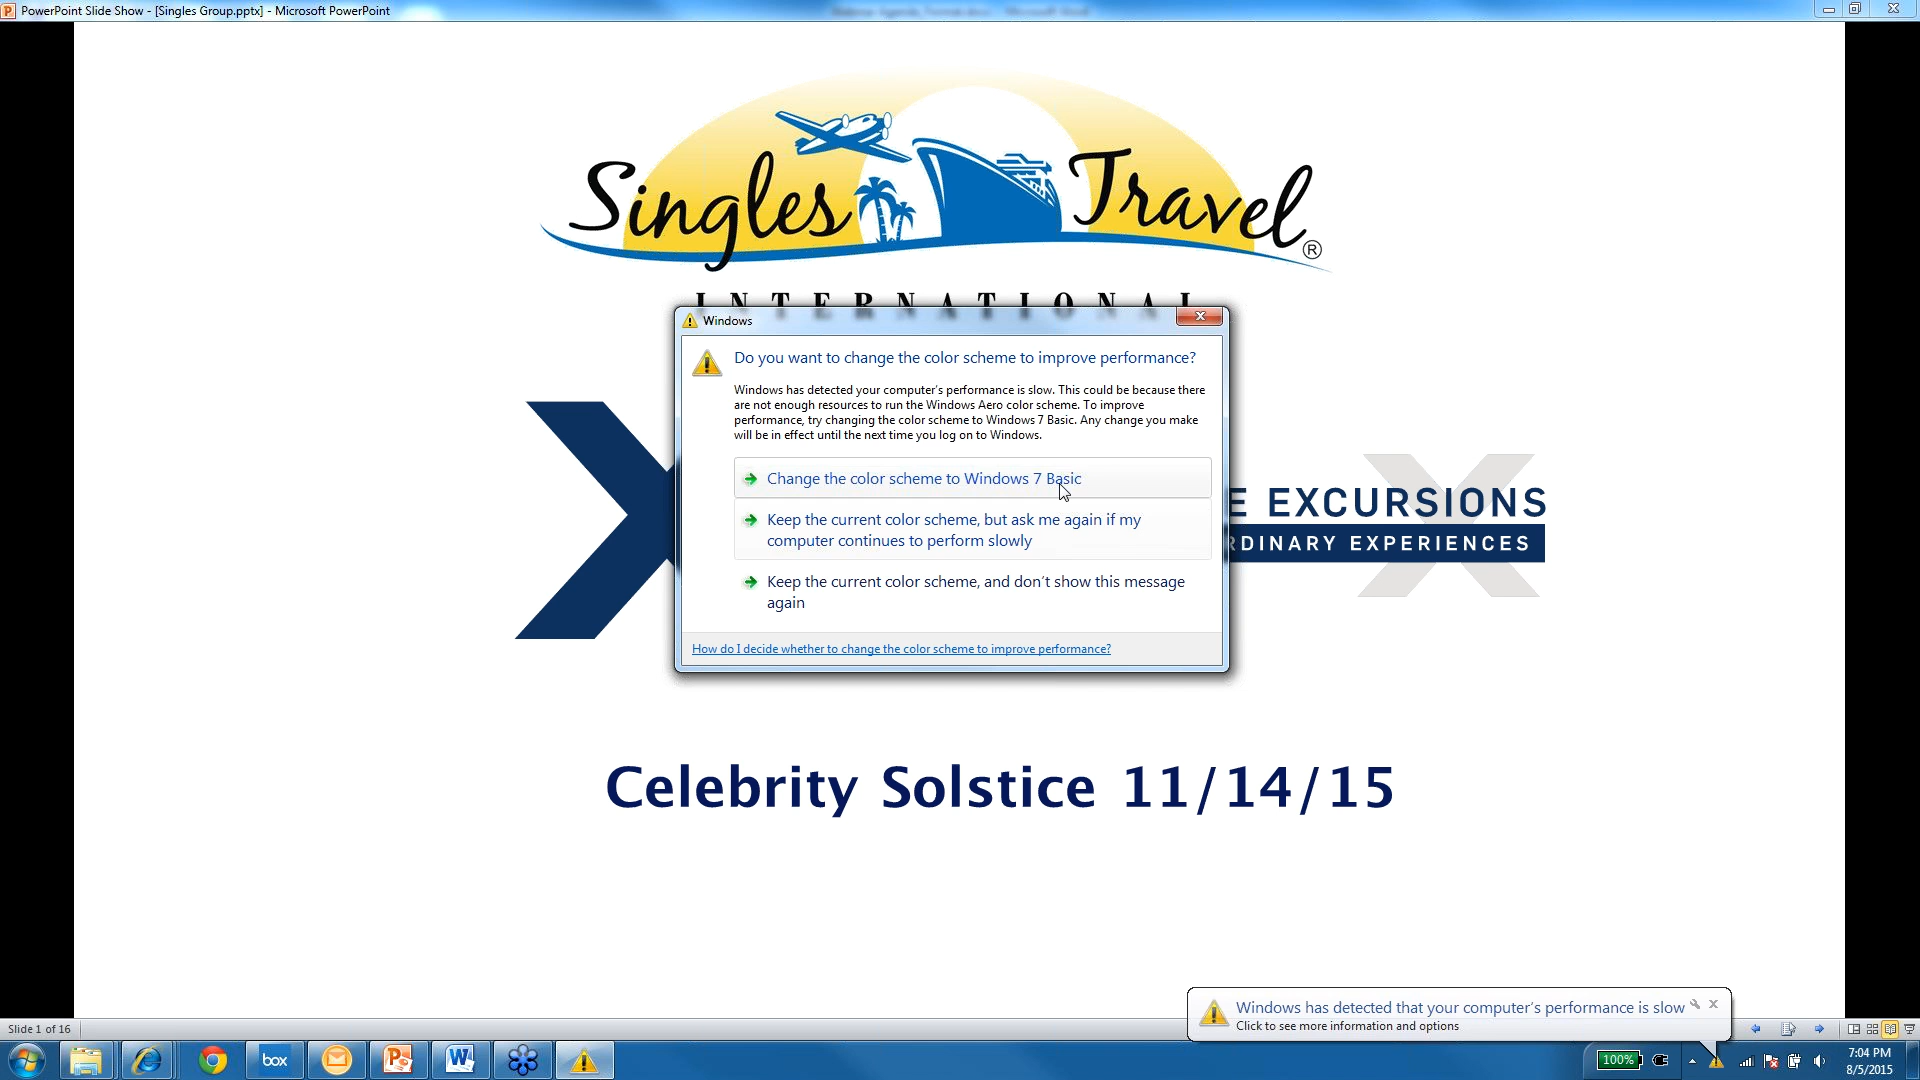 PowerPoint Slide Show - [Singles Group.pptx] - Microsoft PowerPoint
Singles Travel ®
INTERNATIONAL
Windows
Do you want to change the color scheme to improve performance?
Windows has detected your computer's performance is slow. This could be because there
are not enough resources to run the Windows Aero color scheme. To improve
performance, try changing the color scheme to Windows 7 Basic. Any change you make
will be in effect until the next time you log on to Windows.
Change the color scheme to Windows 7 Basic
Keep the current color scheme, but ask me again if my
computer continues to perform slowly
Keep the current color scheme, and don't show this message
again
How do I decide whether to change the color scheme to improve performance?
E EXCURSIONS
RDINARY EXPERIENCES
Celebrity Solstice 11/14/15
Windows has detected that your computer's performance is slow
Click to see more information and options
Slide 1 of 16
box
100%
7:04 PM
8/5/2015